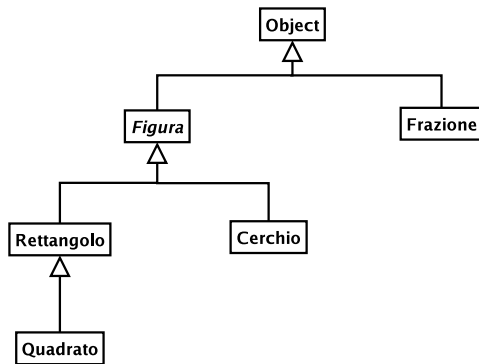 Object
Figura
Frazione
Rettangolo
Cerchio
Quadrato